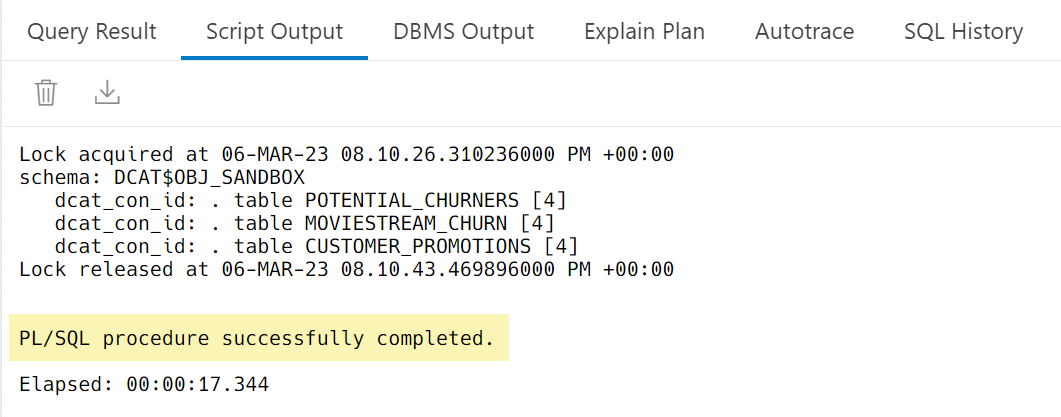 Query Result Script Output DBMS Output Explain Plan Autotrace SQL History
Lock acquired at 06-MAR-23 08.10.26.310236000 PM +00:00
schema: DCAT$OBJ_SANDBOX
   dcat_con_id: . table POTENTIAL_CHURNERS [4]
   dcat_con_id: . table MOVIESTREAM_CHURN [4]
   dcat_con_id: . table CUSTOMER_PROMOTIONS [4]
Lock released at 06-MAR-23 08.10.43.469896000 PM +00:00
PL/SQL procedure successfully completed.
Elapsed: 00:00:17.344